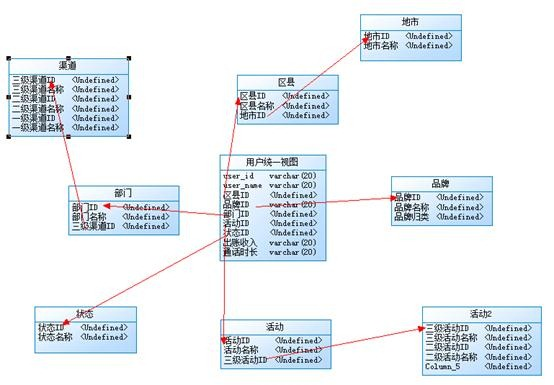 地市
地市ID <Undefined>
地市名称 <Undefined>
渠道
三级渠道ID <Undefined>
三级渠道名称 <Undefined>
二级渠道ID <Undefined>
二级渠道名称 <Undefined>
一级渠道ID <Undefined>
一级渠道名称 <Undefined>
区县
区县ID <Undefined>
区县名称 <Undefined>
地市ID <Undefined>
用户统一视图
user_id varchar(20)
user_name varchar(20)
区县ID <Undefined>
品牌ID varchar(20)
部门ID <Undefined>
活动ID <Undefined>
状态ID <Undefined>
出账收入 varchar(20)
通话时长 varchar(20)
部门
部门ID <Undefined>
部门名称 <Undefined>
三级渠道ID <Undefined>
品牌
品牌ID <Undefined>
品牌名称 <Undefined>
品牌归类 <Undefined>
状态
状态ID <Undefined>
状态名称 <Undefined>
活动
活动ID <Undefined>
活动名称 <Undefined>
三级活动ID <Undefined>
活动2
三级活动ID <Undefined>
三级活动名称 <Undefined>
二级活动ID <Undefined>
二级活动名称 <Undefined>
Column_5 <Undefined>